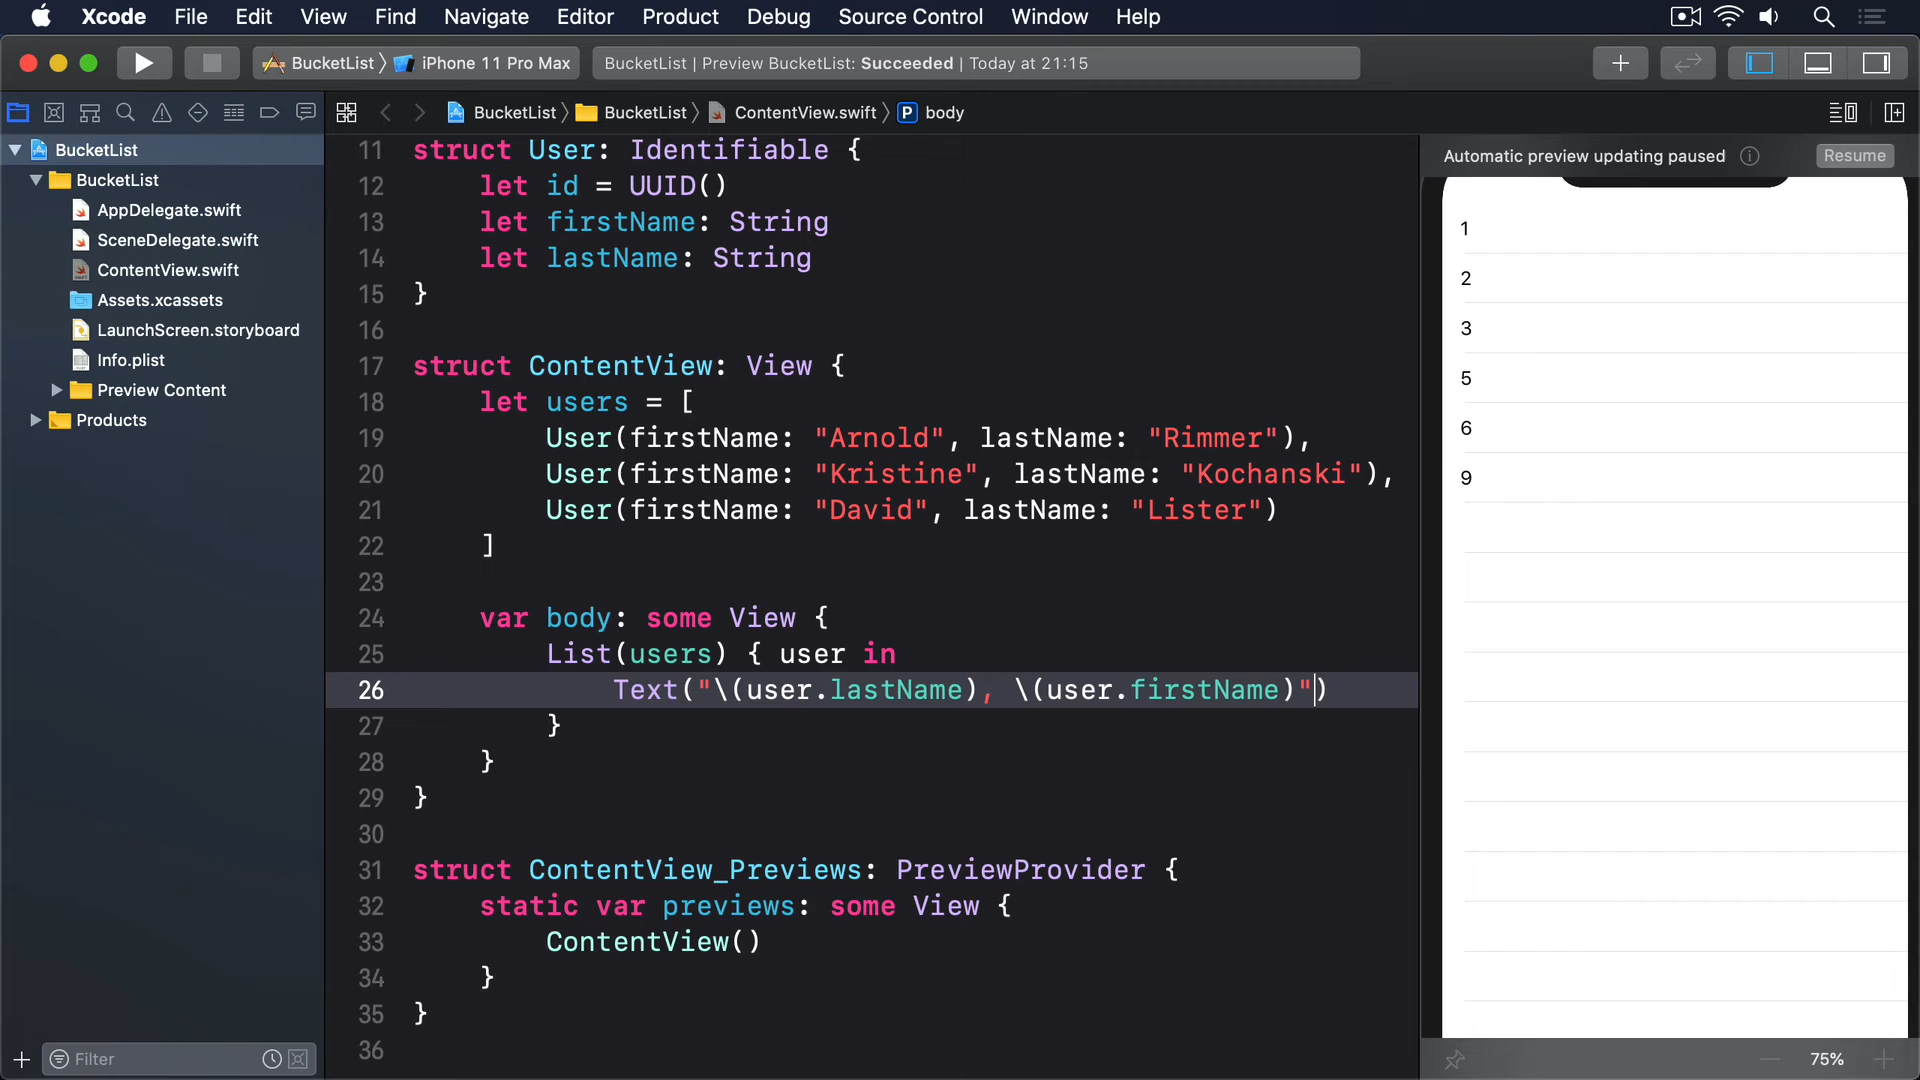 Xcode File Edit View Find Navigate Editor Product Debug Source Control Window Help
BucketList iPhone 11 Pro Max BucketList | Preview BucketList: Succeeded | Today at 21:15
BucketList BucketList ContentView.swift P body
BucketList
BucketList
AppDelegate.swift
SceneDelegate.swift
ContentView.swift
Assets.xcassets
LaunchScreen.storyboard
Info.plist
Preview Content
Products
Filter
11 struct User: Identifiable {
12 let id = UUID()
13 let firstName: String
14 let lastName: String
15 }
16
17 struct ContentView: View {
18 let users = [
19 User(firstName: "Arnold", lastName: "Rimmer"),
20 User(firstName: "Kristine", lastName: "Kochanski"),
21 User(firstName: "David", lastName: "Lister")
22 ]
23
24 var body: some View {
25 List(users) { user in
26 Text("\(user.lastName), \(user.firstName)")
27 }
28 }
29 }
30
31 struct ContentView_Previews: PreviewProvider {
32 static var previews: some View {
33 ContentView()
34 }
35 }
36
Automatic preview updating paused Resume
1
2
3
5
6
9
75%